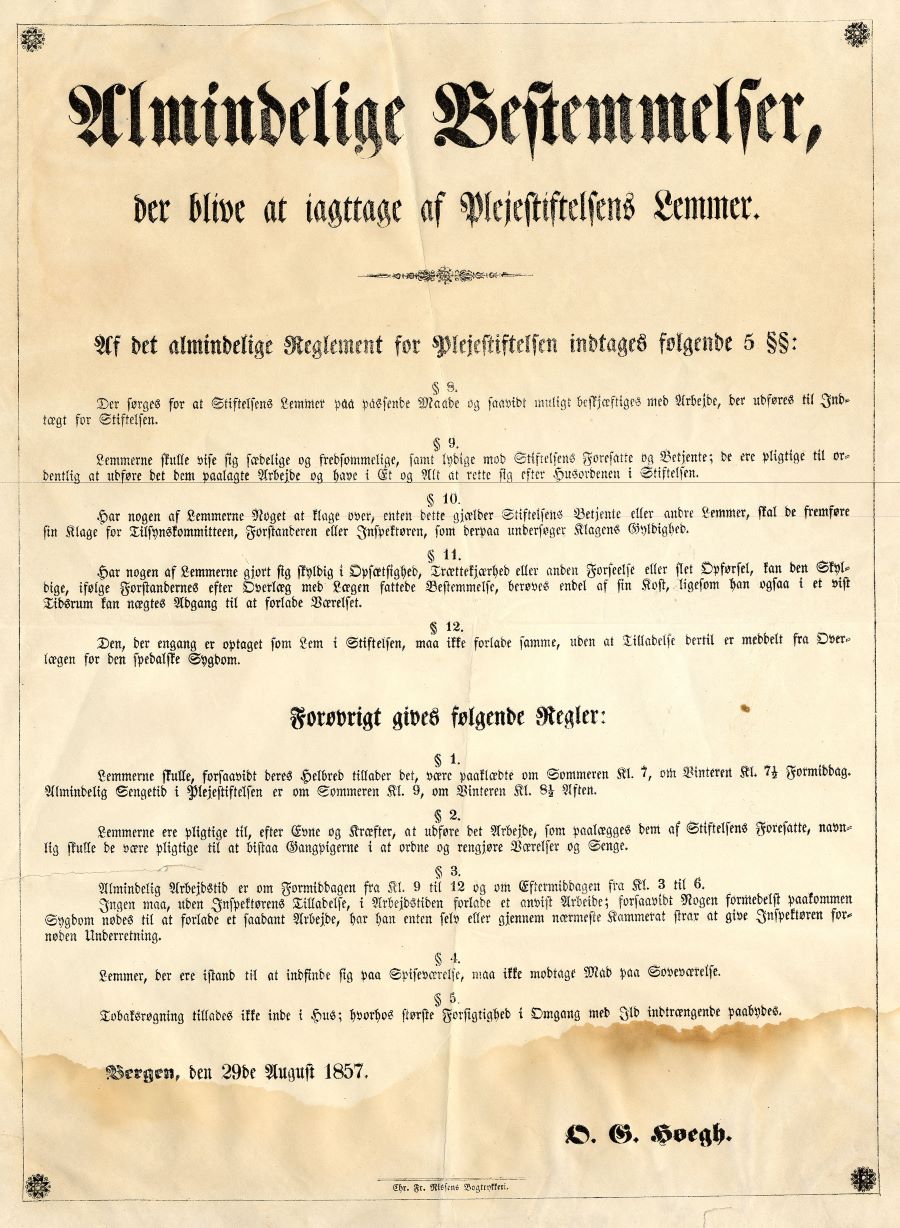 Almindelige Bestemmelser,
der blive at iagttage af Plejestiftelsens Lemmer.
Af det almindelige Reglement for Plejestiftelsen indtages følgende 5 §§:
§ 8.
Der sørges for at Stiftelsens Lemmer paa passende Maade og saavidt muligt beskjæftiges med Arbejde, der udføres til Ind-
tægt for Stiftelsen.
§ 9.
Lemmerne skulle vise sig sædelige og fredsommelige, samt lydige mod Stiftelsens Foresatte og Betjente; de ere pligtige til or-
dentlig at udføre det dem paalagte Arbejde og have i Et og Alt at rette sig efter Husordenen i Stiftelsen.
§ 10.
Har nogen af Lemmerne Noget at klage over, enten dette gjælder Stiftelsens Betjente eller andre Lemmer, skal de fremføre
sin Klage for Tilsynskommitteen, Forstanderen eller Inspektøren, som derpaa undersøger Klagens Gyldighed.
§ 11.
Har nogen af Lemmerne gjort sig skyldig i Opsætsighed, Trættekjærhed eller anden Forseelse eller slet Opførsel, kan den Skyl-
dige, ifølge Forstandernes efter Overlæg med Lægen fattede Bestemmelse, berøves endel af sin Kost, ligesom han ogsaa i et vist
Tidsrum kan nægtes Adgang til at forlade Værelset.
§ 12.
Den, der engang er optaget som Lem i Stiftelsen, maa ikke forlade samme, uden at Tilladelse dertil er meddelt fra Over-
lægen for den spedalske Sygdom.
Forøvrigt gives følgende Regler:
§ 1.
Lemmerne skulle, forsaavidt deres Helbred tillader det, være paaklædte om Sommeren Kl. 7, om Vinteren Kl. 7½ Formiddag.
Almindelig Sengetid i Plejestiftelsen er om Sommeren Kl. 9, om Vinteren Kl. 8½ Aften.
§ 2.
Lemmerne ere pligtige til, efter Evne og Kræfter, at udføre det Arbejde, som paalægges dem af Stiftelsens Foresatte, navn-
lig skulle de være pligtige til at bistaa Gangpigerne i at ordne og rengjøre Værelser og Senge.
§ 3.
Almindelig Arbejdstid er om Formiddagen fra Kl. 9 til 12 og om Eftermiddagen fra Kl. 3 til 6.
Ingen maa, uden Inspektørens Tilladelse, i Arbejdstiden forlade et anvist Arbeide; forsaavidt Nogen formedelst paakommen
Sygdom nødes til at forlade et saadant Arbejde, har han enten selv eller gjennem nærmeste Kammerat strax at give Inspektøren for-
nøden Underretning.
§ 4.
Lemmer, der ere istand til at indfinde sig paa Spiseværelse, maa ikke modtage Mad paa Soveværelse.
§ 5.
Tobaksrøgning tillades ikke inde i Hus; hvorhos største Forsigtighed i Omgang med Ild indtrængende paabydes.
Bergen, den 29de August 1857.
O. G. Høegh.
Chr. Fr. Nissens Bogtrykkeri.